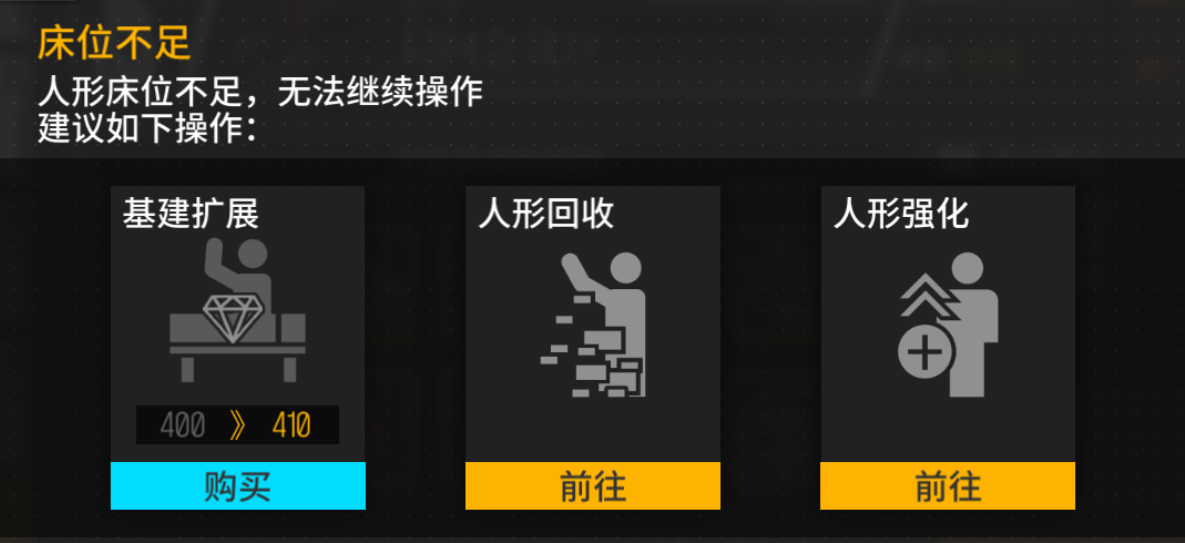 床位不足
人形床位不足，无法继续操作
建议如下操作：
基建扩展
人形回收
人形强化
400 》 410
购买
前往
前往